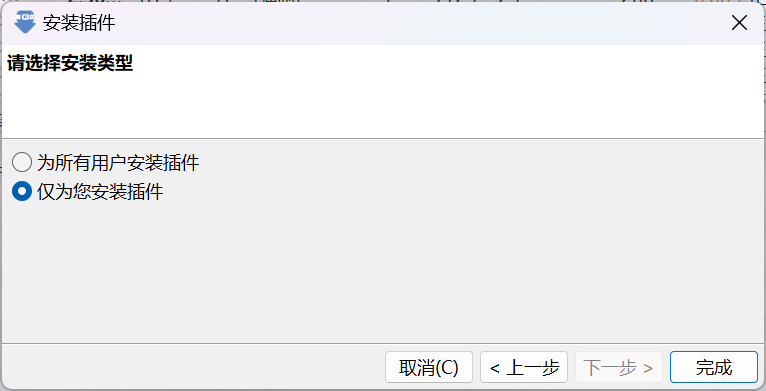 安装插件
请选择安装类型
为所有用户安装插件
仅为您安装插件
取消(C)
< 上一步
下一步 >
完成